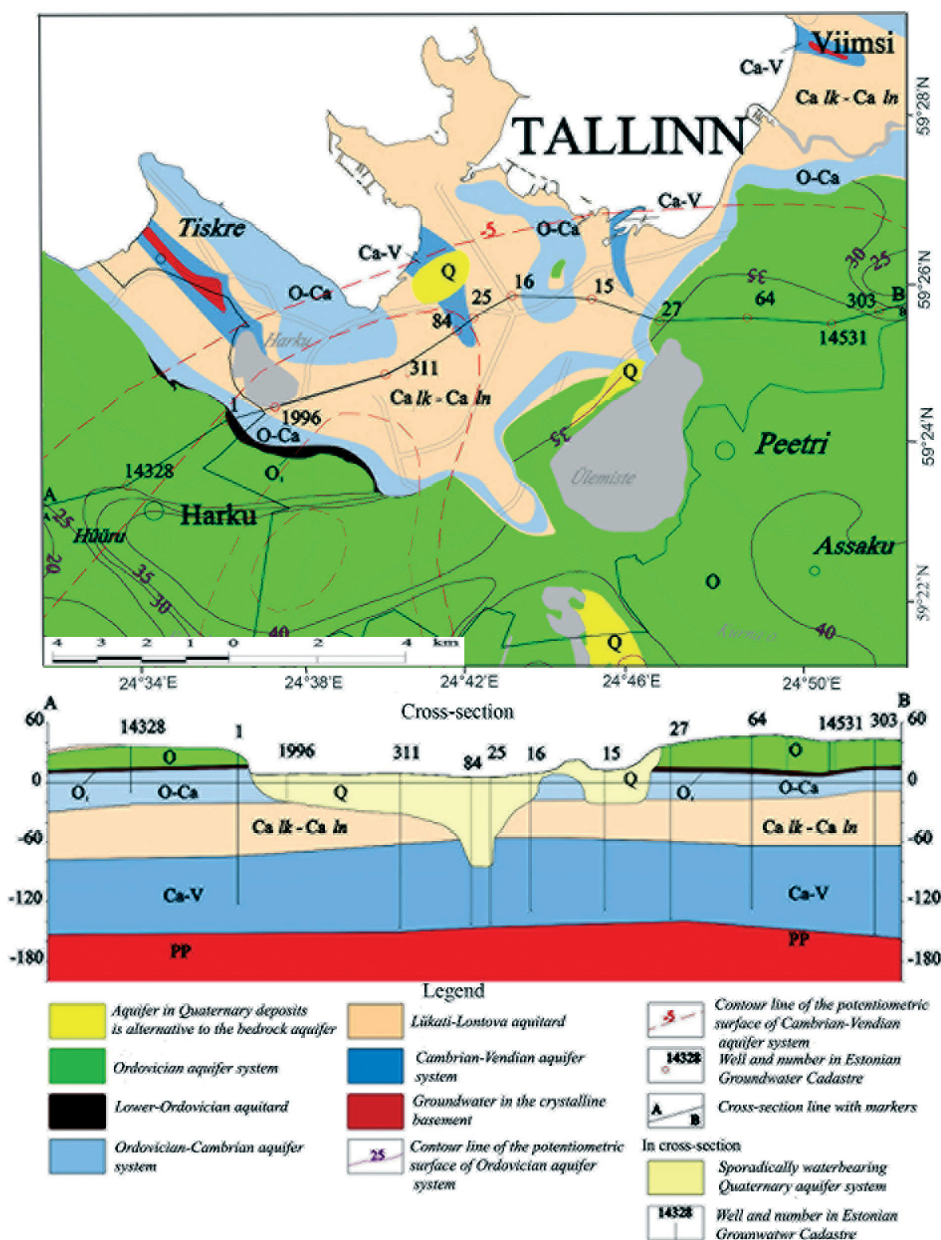 Viimsi
Ca-V
Ca lk - Ca ln
59°28'N
TALLINN
O-Ca
Tiskre
Ca-V
Ca-V
-5
O-Ca
30
25
35
Q
O-Ca
16
15
59°26'N
25
27
64
303
B
84
14531
Harku
311
Q
Ca lk - Ca ln
1
1996
O-Ca
35
59°24'N
14328
Peetri
A
Ülemiste
25
Harku
Hüüru
Assaku
20
35
O
59°22'N
30
40
40
Q
4 3 2 1 0 2 4 km
24°34'E 24°38'E 24°42'E 24°46'E 24°50'E
A Cross-section B
60 14328 1 1996 311 84 25 16 15 27 64 14531 303 60
O O
0 O-Ca Q Q O-Ca 0
-60 Ca lk - Ca ln Ca lk - Ca ln -60
-120 Ca-V Ca-V -120
-180 PP PP -180
Legend
Aquifer in Quaternary deposits
is alternative to the bedrock aquifer
Ordovician aquifer system
Lower-Ordovician aquitard
Ordovician-Cambrian aquifer
system
Lükati-Lontova aquitard
Cambrian-Vendian aquifer
system
Groundwater in the crystalline
basement
25
Contour line of the potentiometric
surface of Ordovician aquifer
system
-5
Contour line of the potentiometric
surface of Cambrian-Vendian
aquifer system
14328
Well and number in Estonian
Groundwater Cadastre
A B
Cross-section line with markers
In cross-section
Sporadically waterbearing
Quaternary aquifer system
14328
Well and number in Estonian
Grounwatwr Cadastre